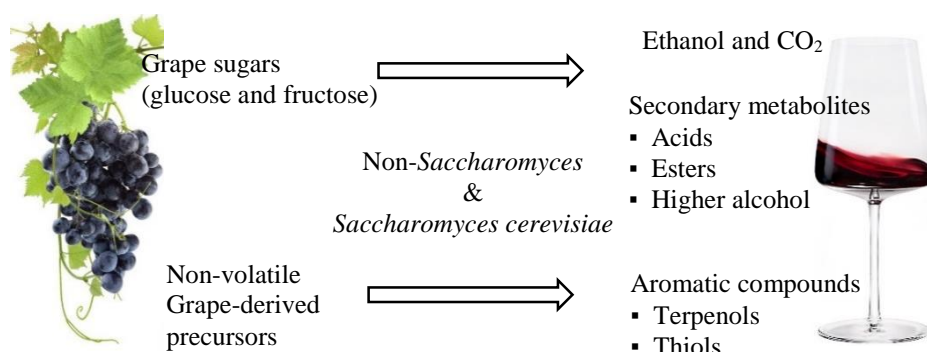 Grape sugars
(glucose and fructose)
Ethanol and CO₂
Secondary metabolites
▪ Acids
▪ Esters
▪ Higher alcohol
Non-Saccharomyces
&
Saccharomyces cerevisiae
Non-volatile
Grape-derived
precursors
Aromatic compounds
▪ Terpenols
▪ Thiols